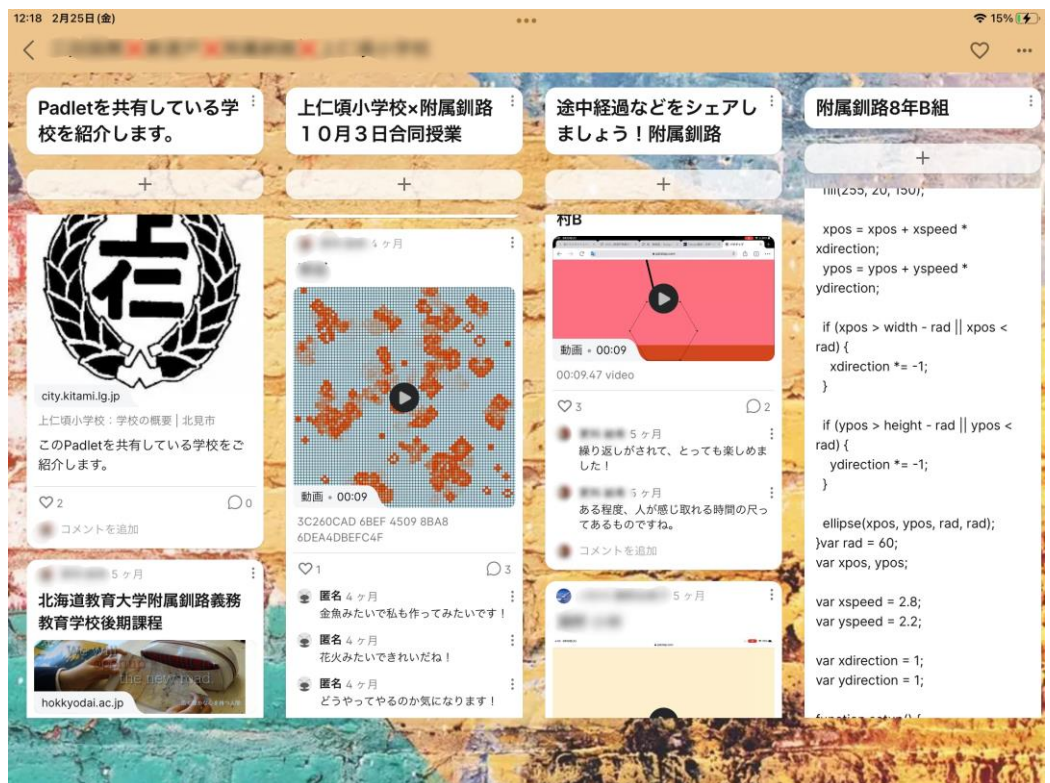 12:18 2月25日(金)
15%
Padletを共有している学
校を紹介します。
上仁
city.kitami.lg.jp
上仁頃小学校：学校の概要 | 北見市
このPadletを共有している学校をご
紹介します。
2
0
コメントを追加
5ヶ月
北海道教育大学附属釧路義務
教育学校後期課程
the new road.
hokkyodai.ac.jp
上仁頃小学校×附属釧路
１０月３日合同授業
ヶ月
動画 • 00:09
3C260CAD 6BEF 4509 8BA8
6DEA4DBEFC4F
1
3
匿名 4ヶ月
金魚みたいで私も作ってみたいです！
匿名 4ヶ月
花火みたいできれいだね！
匿名 4ヶ月
どうやってやるのか気になります！
途中経過などをシェアし
ましょう！附属釧路
村B
動画 • 00:09
00:09.47 video
3
2
5ヶ月
繰り返しがされて、とっても楽しめま
した！
5ヶ月
ある程度、人が感じ取れる時間の尺っ
てあるものですね。
コメントを追加
5ヶ月
附属釧路8年B組
fill(255, 20, 150);
xpos = xpos + xspeed *
xdirection;
ypos = ypos + yspeed *
ydirection;
if (xpos > width - rad || xpos <
rad) {
xdirection *= -1;
}
if (ypos > height - rad || ypos <
rad) {
ydirection *= -1;
}
ellipse(xpos, ypos, rad, rad);
}var rad = 60;
var xpos, ypos;
var xspeed = 2.8;
var yspeed = 2.2;
var xdirection = 1;
var ydirection = 1;
function setup() {